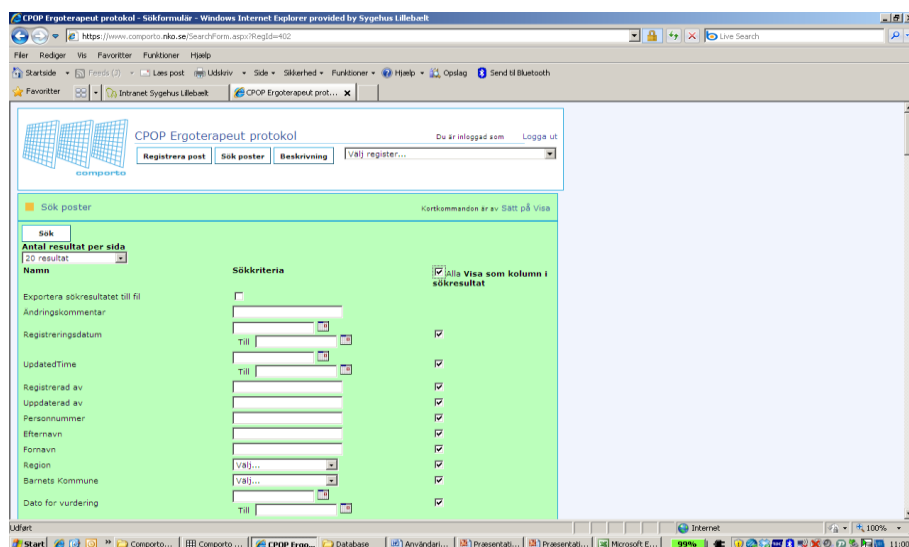 CPOP Ergoterapeut protokol - Sökformulär - Windows Internet Explorer provided by Sygehus Lillebælt
https://www.comporto.nko.se/SearchForm.aspx?RegId=402
Live Search
Filer Rediger Vis Favoritter Funktioner Hjælp
Startside Feeds (J) Læs post Udskriv Side Sikkerhed Funktioner Hjælp Opslag Send til Bluetooth
Favoritter Intranet Sygehus Lillebælt CPOP Ergoterapeut prot...
CPOP Ergoterapeut protokol
Du är inloggad som Logga ut
Registrera post Sök poster Beskrivning Välj register...
comporto
Sök poster
Kortkommandon är av Sätt på Visa
Sök
Antal resultat per sida
20 resultat
Namn Sökkriteria Alla Visa som kolumn i
sökresultat
Exportera sökresultatet till fil
Ändringskommentar
Registreringsdatum
Till
UpdatedTime
Till
Registrerad av
Uppdaterad av
Personnummer
Efternavn
Fornavn
Region Välj...
Barnets Kommune Välj...
Dato for vurdering
Till
Udført Internet 100%
Start Comporto... Comporto ... CPOP Ergo... Database Användari... Præsentati... Præsentati... Microsoft E... 99% 11:00